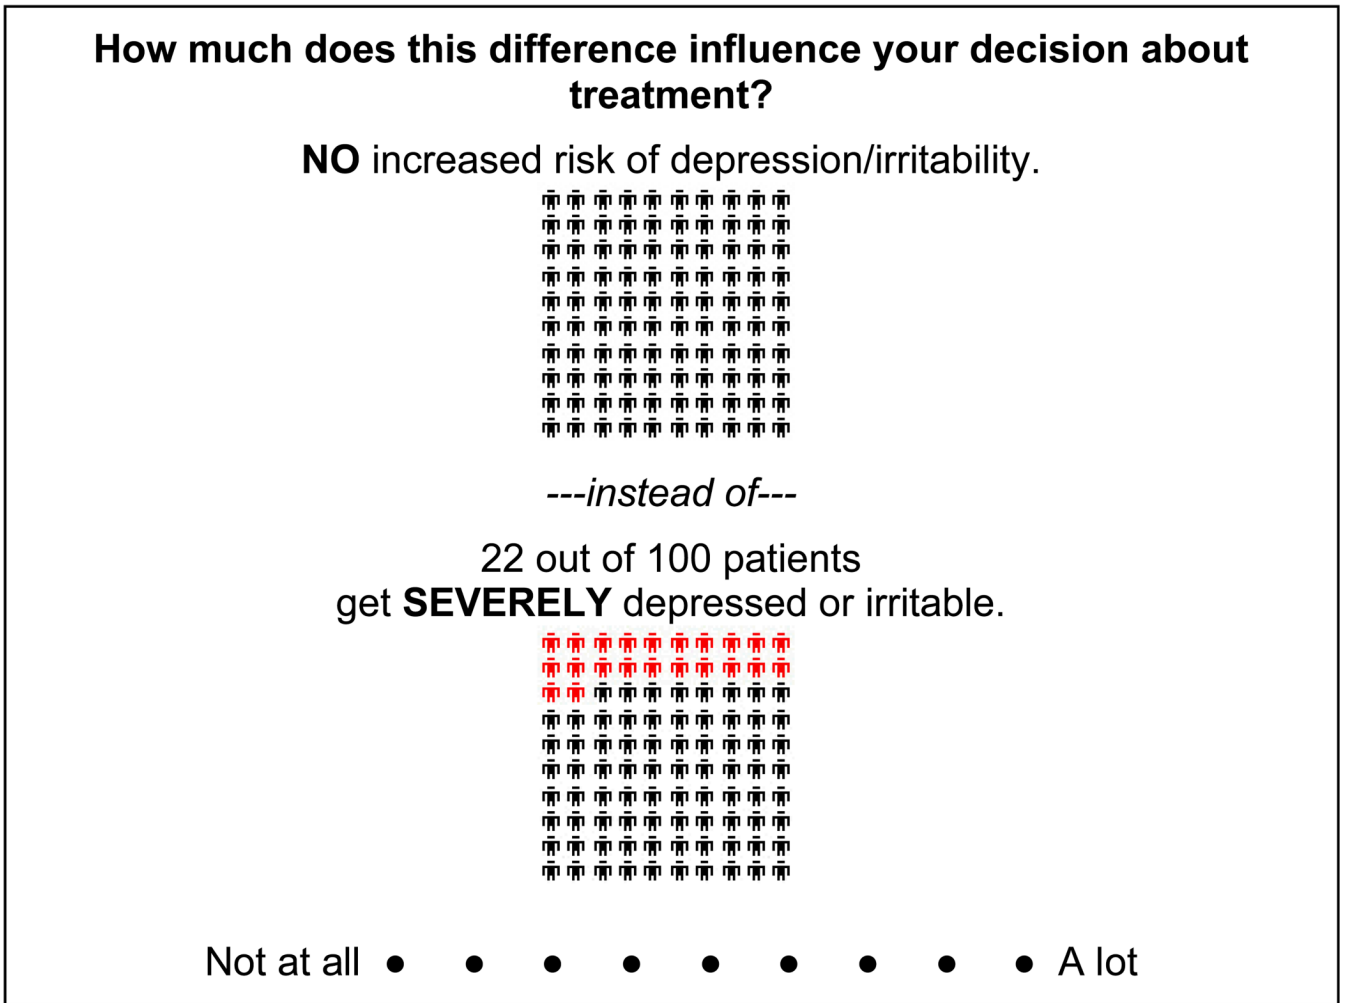 How much does this difference influence your decision about
treatment?
NO increased risk of depression/irritability.
---instead of---
22 out of 100 patients
get SEVERELY depressed or irritable.
Not at all ● ● ● ● ● ● ● ● ● A lot